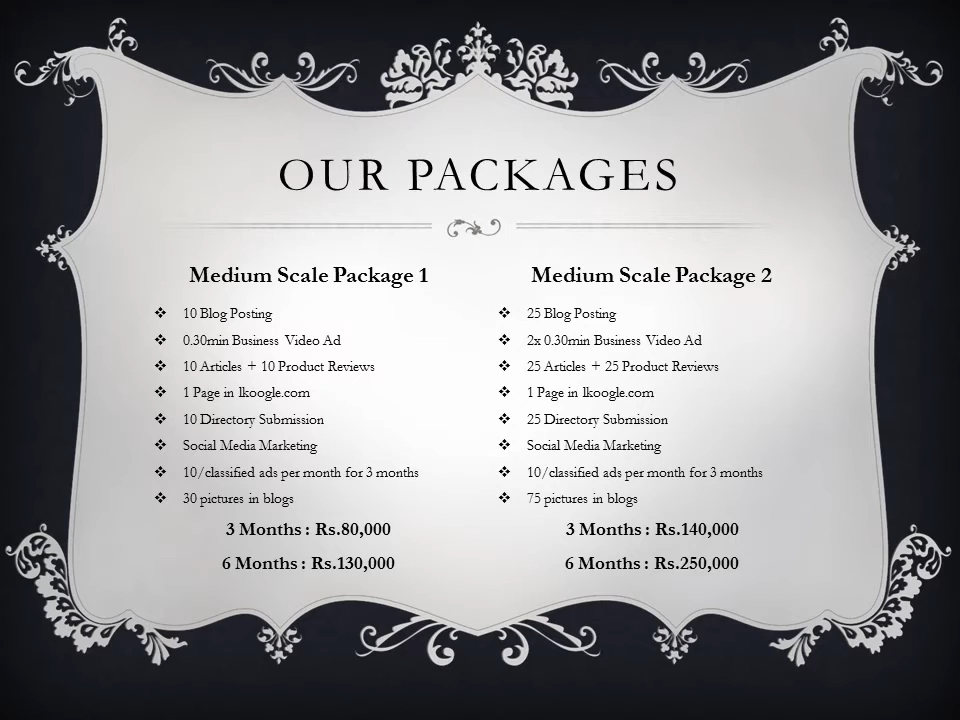 OUR PACKAGES
Medium Scale Package 1
❖ 10 Blog Posting
❖ 0.30min Business Video Ad
❖ 10 Articles + 10 Product Reviews
❖ 1 Page in lkoogle.com
❖ 10 Directory Submission
❖ Social Media Marketing
❖ 10/classified ads per month for 3 months
❖ 30 pictures in blogs
3 Months : Rs.80,000
6 Months : Rs.130,000
Medium Scale Package 2
❖ 25 Blog Posting
❖ 2x 0.30min Business Video Ad
❖ 25 Articles + 25 Product Reviews
❖ 1 Page in lkoogle.com
❖ 25 Directory Submission
❖ Social Media Marketing
❖ 10/classified ads per month for 3 months
❖ 75 pictures in blogs
3 Months : Rs.140,000
6 Months : Rs.250,000